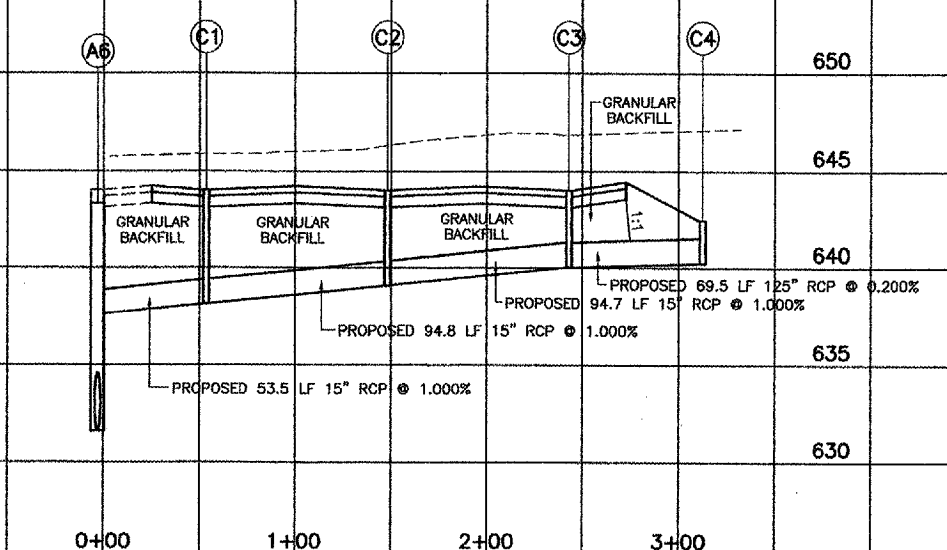 A6
C1
C2
C3
C4
650
GRANULAR
BACKFILL
645
GRANULAR
BACKFILL
GRANULAR
BACKFILL
GRANULAR
BACKFILL
1:1
640
PROPOSED 69.5 LF 125" RCP @ 0.200%
PROPOSED 94.7 LF 15" RCP @ 1.000%
PROPOSED 94.8 LF 15" RCP @ 1.000%
635
PROPOSED 53.5 LF 15" RCP @ 1.000%
630
0+00
1+00
2+00
3+00